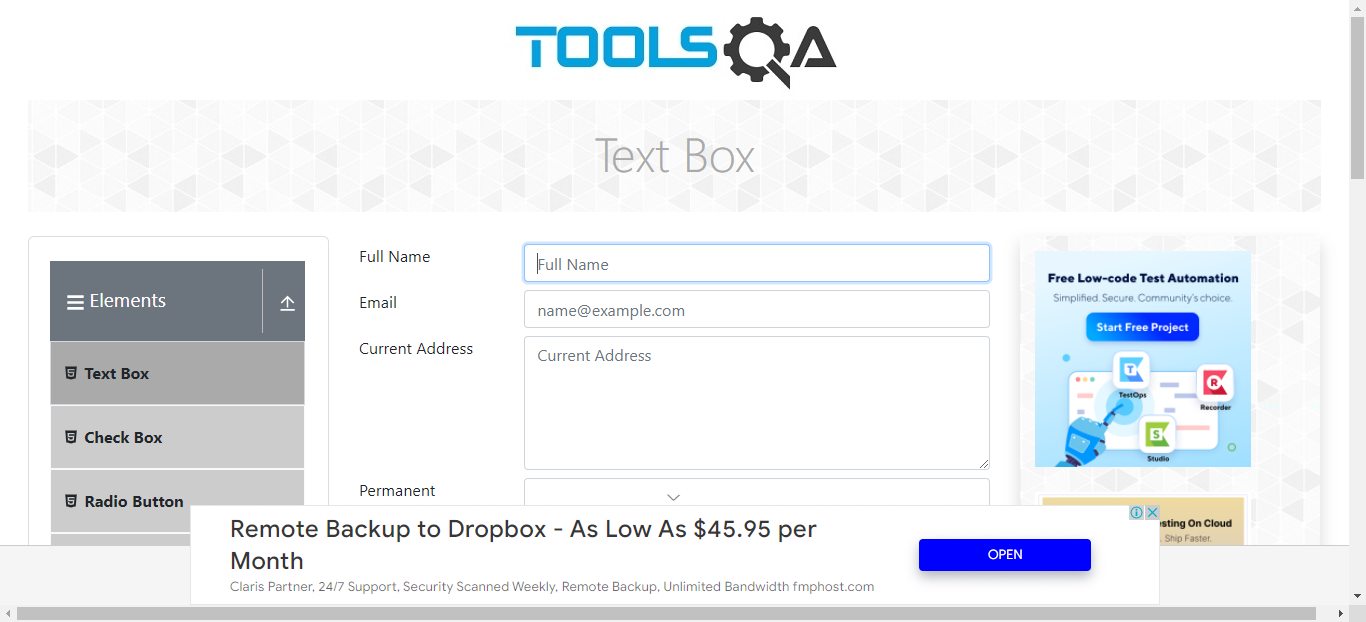 TOOLSQA
Text Box
Elements
Text Box
Check Box
Radio Button
Full Name
Full Name
Email
name@example.com
Current Address
Current Address
Permanent
Free Low-code Test Automation
Simplified. Secure. Community's choice.
Start Free Project
TestOps
Recorder
Studio
sting On Cloud
Ship Faster.
Remote Backup to Dropbox - As Low As $45.95 per
Month
Claris Partner, 24/7 Support, Security Scanned Weekly, Remote Backup, Unlimited Bandwidth fmphost.com
OPEN